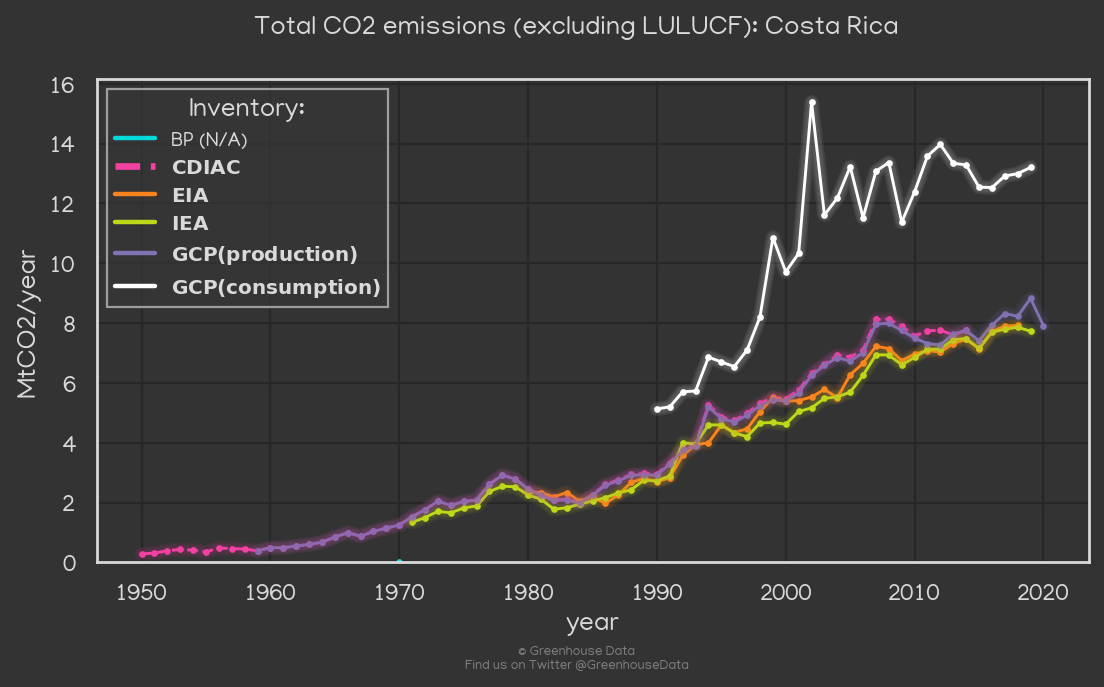 Total CO2 emissions (excluding LULUCF): Costa Rica
MtCO2/year
16
14
12
10
8
6
4
2
0
Inventory:
BP (N/A)
CDIAC
EIA
IEA
GCP(production)
GCP(consumption)
1950 1960 1970 1980 1990 2000 2010 2020
year
© Greenhouse Data
Find us on Twitter @GreenhouseData